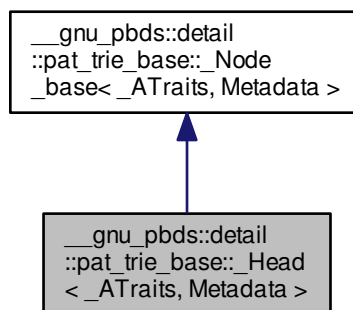 __gnu_pbds::detail
::pat_trie_base::_Node
_base< _ATraits, Metadata >
__gnu_pbds::detail
::pat_trie_base::_Head
< _ATraits, Metadata >